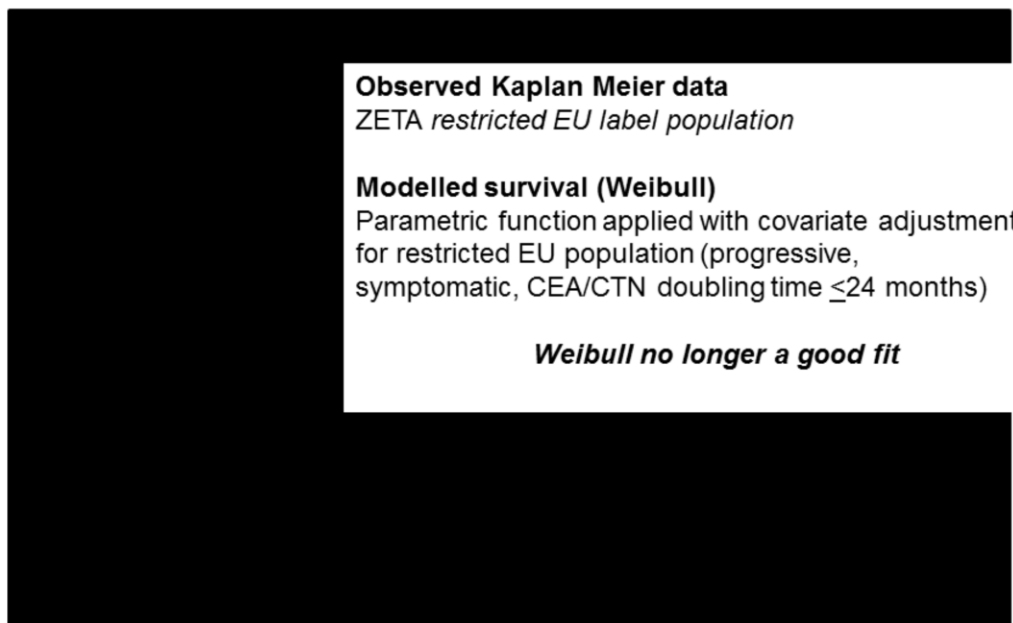 Observed Kaplan Meier data
ZETA restricted EU label population
Modelled survival (Weibull)
Parametric function applied with covariate adjustment
for restricted EU population (progressive,
symptomatic, CEA/CTN doubling time ≤24 months)
Weibull no longer a good fit